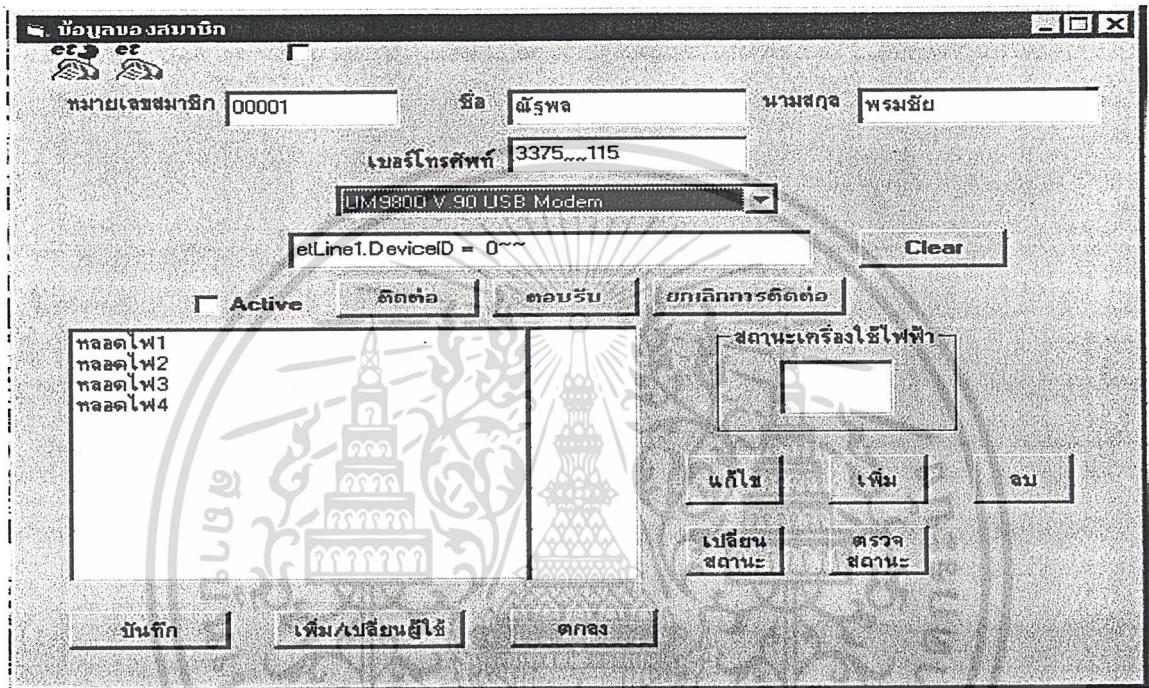 ข้อมูลของสมาชิก
หมายเลขสมาชิก 00001 ชื่อ ณัฐพล นามสกุล พรมชัย
เบอร์โทรศัพท์ 3375~~115
UM9800 V.90 USB Modem
etLine1.DeviceID = 0~~ Clear
Active ติดต่อ ตอบรับ ยกเลิกการติดต่อ
หลอดไฟ1
หลอดไฟ2
หลอดไฟ3
หลอดไฟ4
สถานะเครื่องใช้ไฟฟ้า
แก้ไข เพิ่ม ลบ
เปลี่ยน
สถานะ
ตรวจ
สถานะ
บันทึก เพิ่ม/เปลี่ยนผู้ใช้ ตกลง